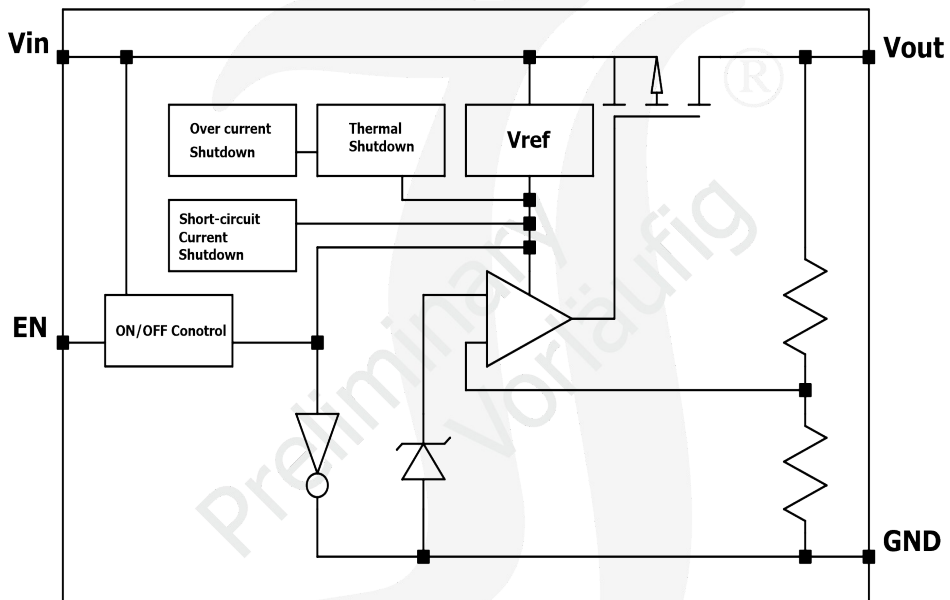 Vin
Vout
®
Over current
Shutdown
Thermal
Shutdown
Vref
Short-circuit
Current
Shutdown
EN
ON/OFF Conotrol
GND
Preliminary
Vorläufig